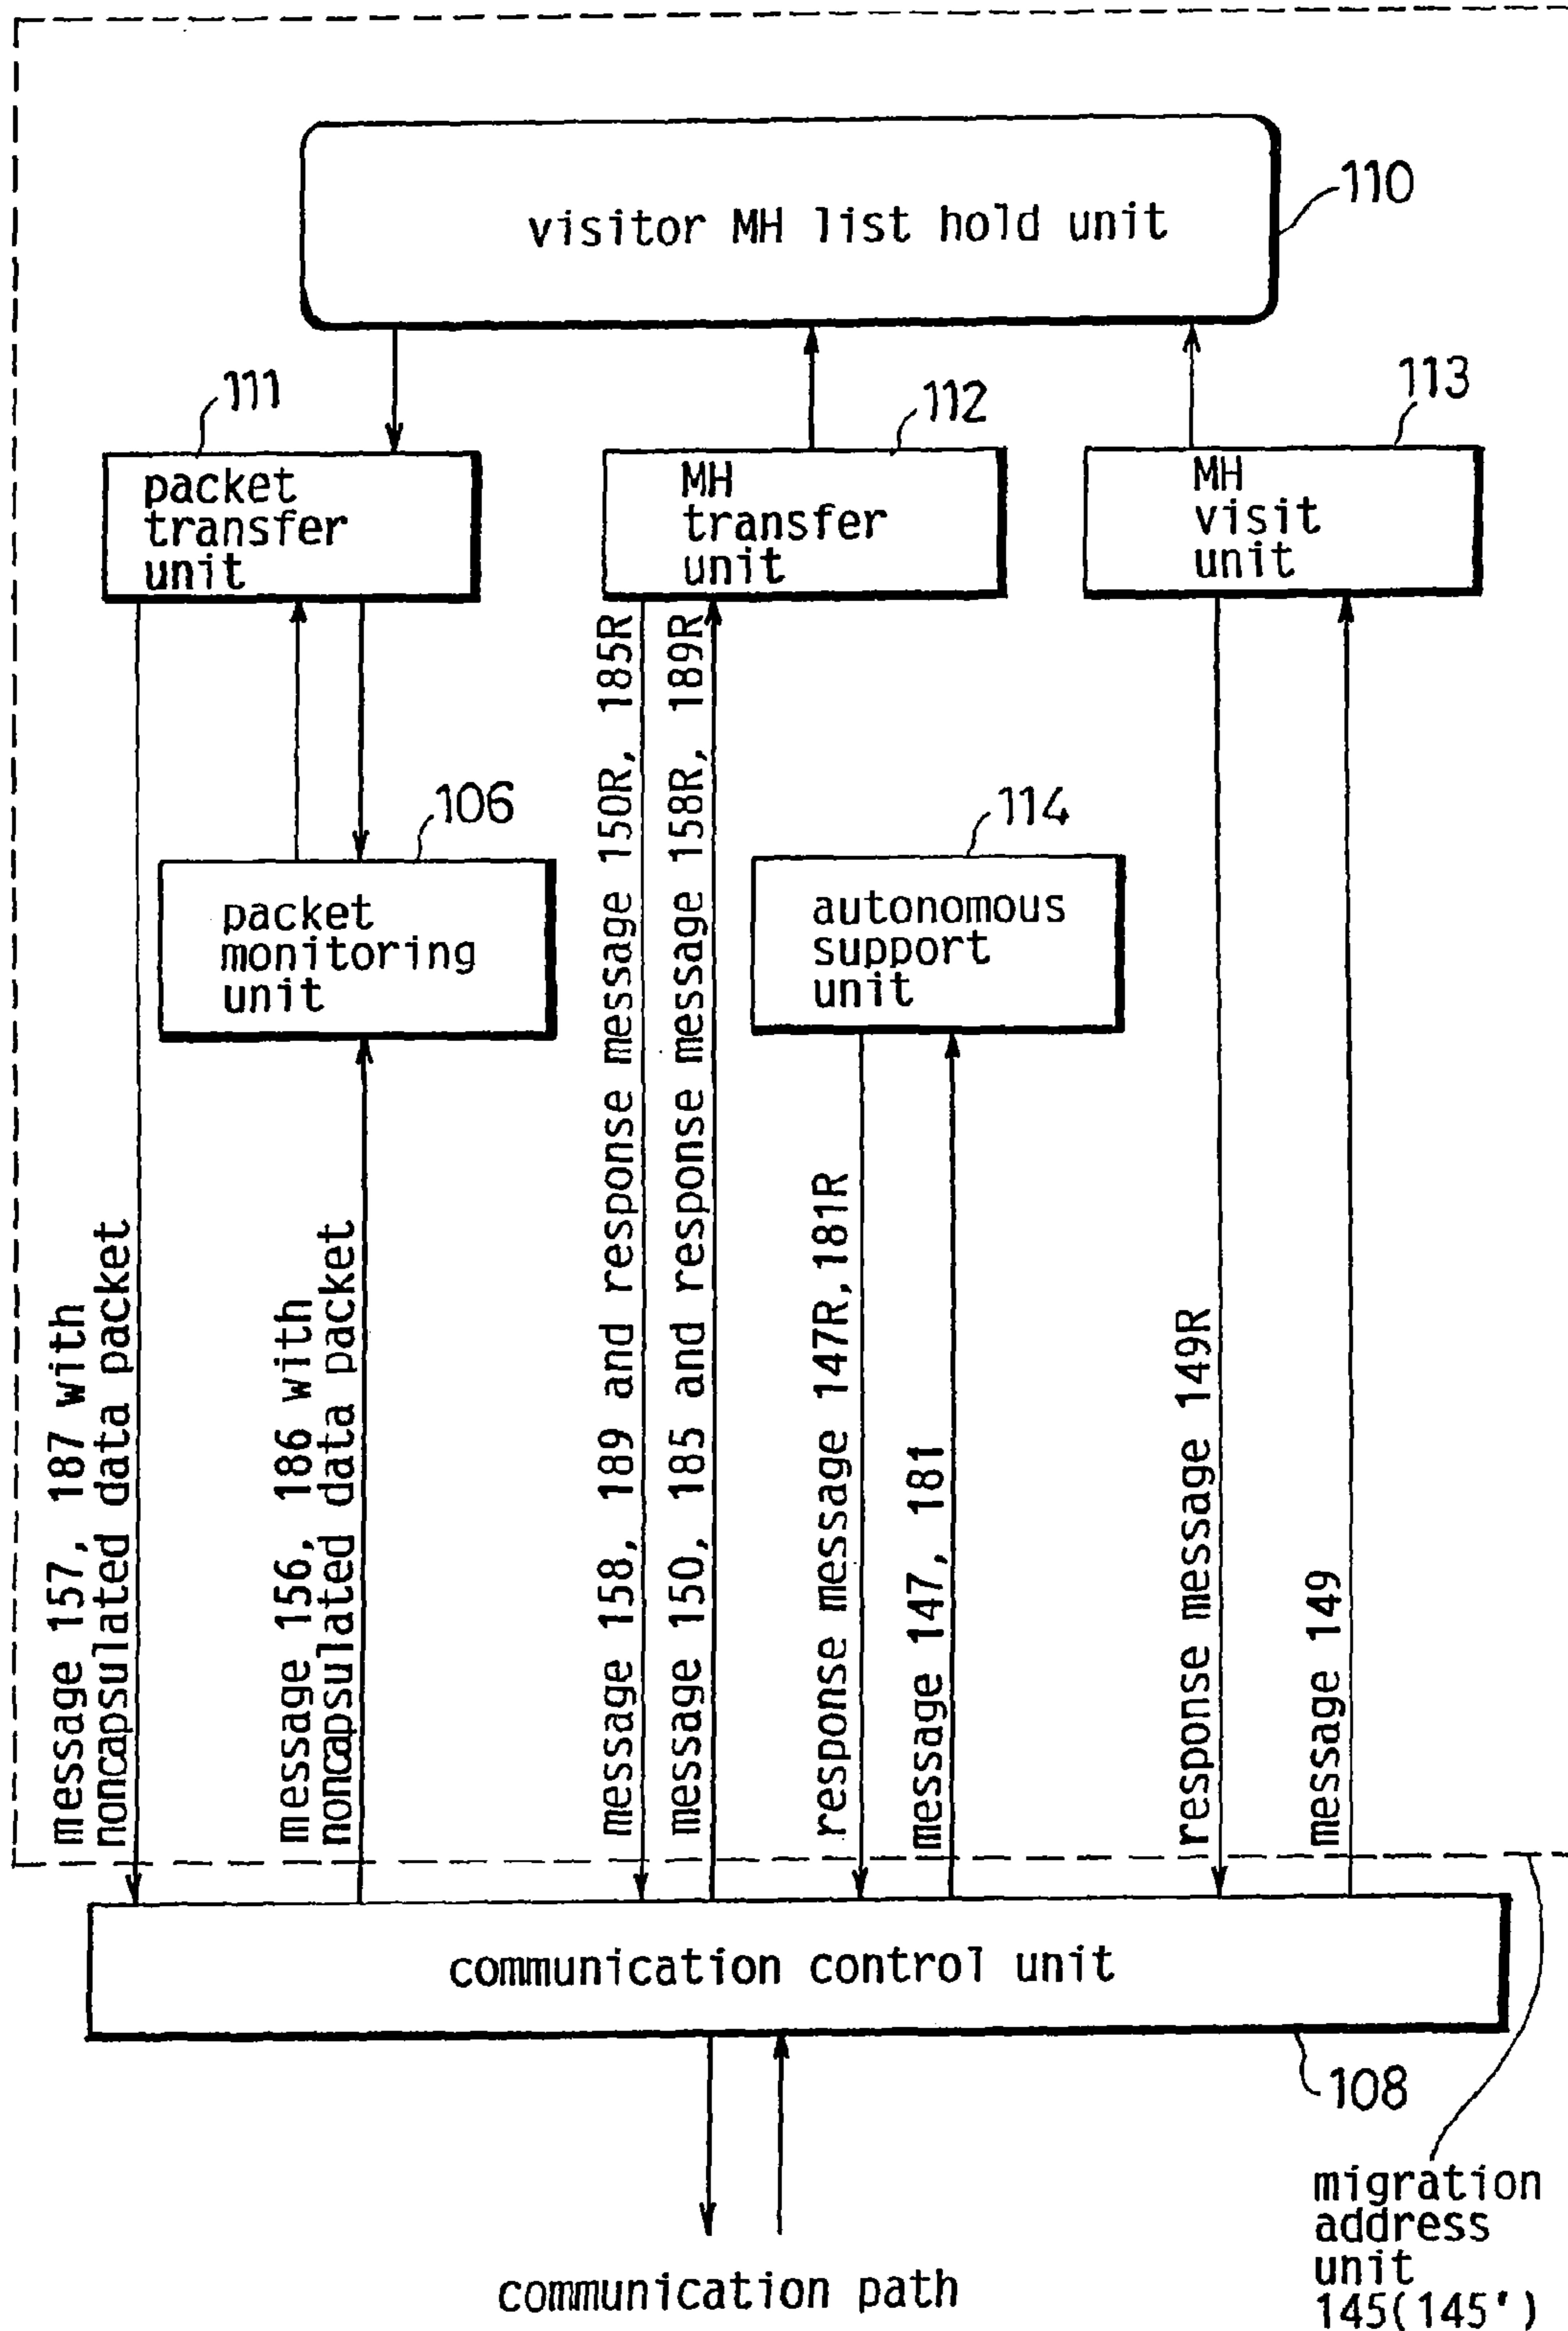 110
visitor MH list hold unit
111
112
113
packet
transfer
unit
MH
transfer
unit
MH
visit
unit
106
114
packet
monitoring
unit
autonomous
support
unit
message 157, 187 with
noncapsulated data packet
message 156, 186 with
noncapsulated data packet
message 158, 189 and response message 150R, 185R
message 150, 185 and response message 158R, 189R
response message 147R,181R
message 147, 181
response message 149R
message 149
communication control unit
108
communication path
migration
address
unit
145(145')